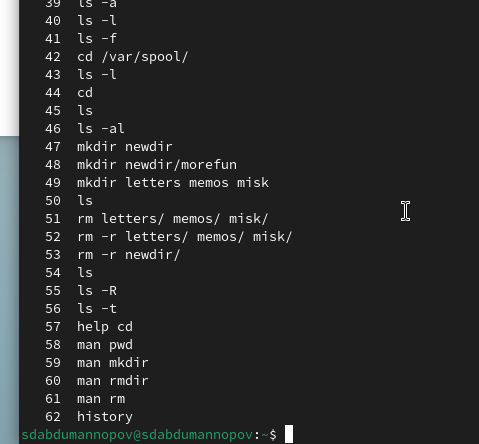 39 ls -a
40 ls -l
41 ls -f
42 cd /var/spool/
43 ls -l
44 cd
45 ls
46 ls -al
47 mkdir newdir
48 mkdir newdir/morefun
49 mkdir letters memos misk
50 ls
51 rm letters/ memos/ misk/
52 rm -r letters/ memos/ misk/
53 rm -r newdir/
54 ls
55 ls -R
56 ls -t
57 help cd
58 man pwd
59 man mkdir
60 man rmdir
61 man rm
62 history
sdabdumannopov@sdabdumannopov:~$